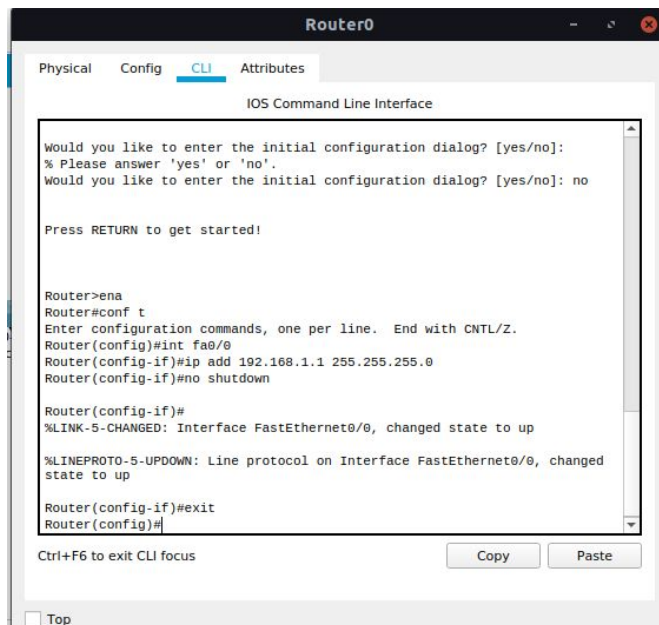 Router0
Physical Config CLI Attributes
IOS Command Line Interface
Would you like to enter the initial configuration dialog? [yes/no]:
% Please answer 'yes' or 'no'.
Would you like to enter the initial configuration dialog? [yes/no]: no
Press RETURN to get started!
Router>ena
Router#conf t
Enter configuration commands, one per line.  End with CNTL/Z.
Router(config)#int fa0/0
Router(config-if)#ip add 192.168.1.1 255.255.255.0
Router(config-if)#no shutdown
Router(config-if)#
%LINK-5-CHANGED: Interface FastEthernet0/0, changed state to up
%LINEPROTO-5-UPDOWN: Line protocol on Interface FastEthernet0/0, changed
state to up
Router(config-if)#exit
Router(config)#
Ctrl+F6 to exit CLI focus
Copy Paste
Top